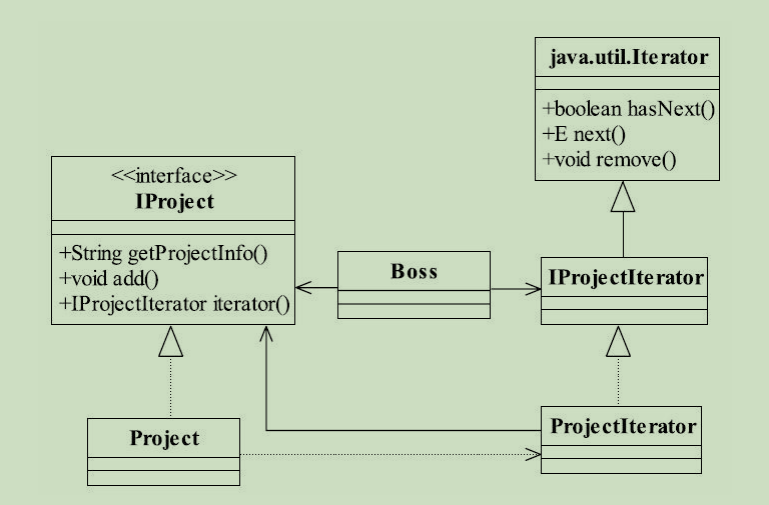 java.util.Iterator
+boolean hasNext()
+E next()
+void remove()
<<interface>>
IProject
+String getProjectInfo()
+void add()
+IProjectIterator iterator()
Boss
IProjectIterator
Project
ProjectIterator